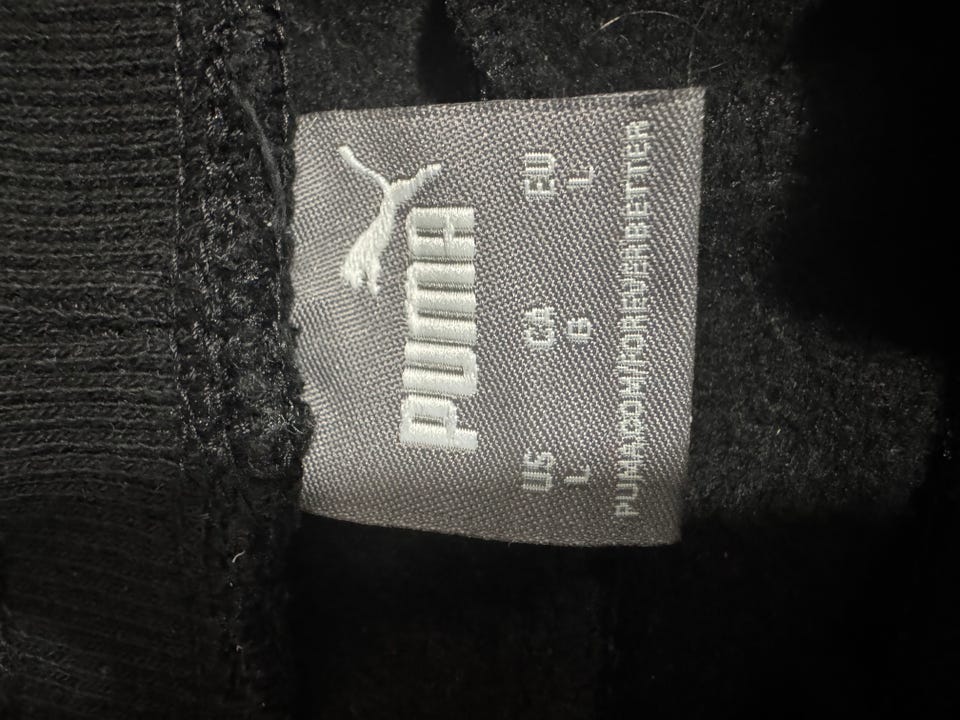 PUMA
US CA EU
L B L
PUMA.COM/FOREVERBETTER